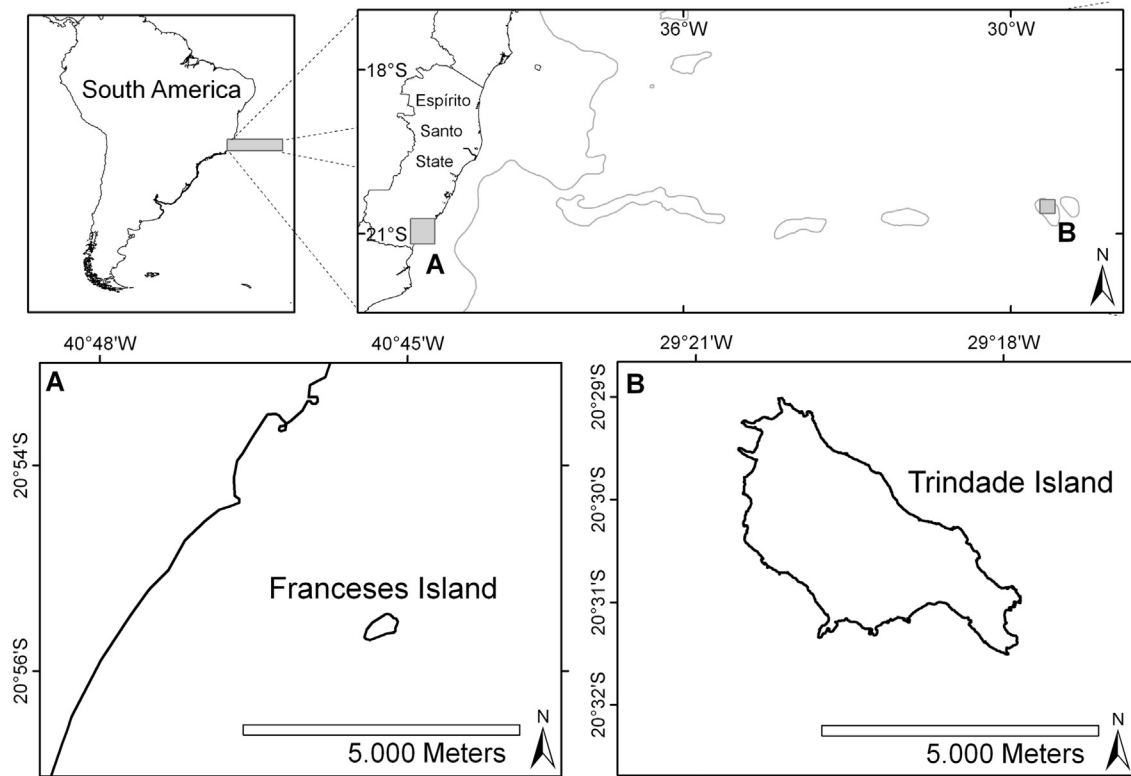 South America
36°W
30°W
18°S
Espírito
Santo
State
21°S
A
B
N
40°48'W
40°45'W
A
20°54'S
20°56'S
Franceses Island
5.000 Meters
N
29°21'W
29°18'W
B
20°29'S
20°30'S
20°31'S
20°32'S
Trindade Island
5.000 Meters
N